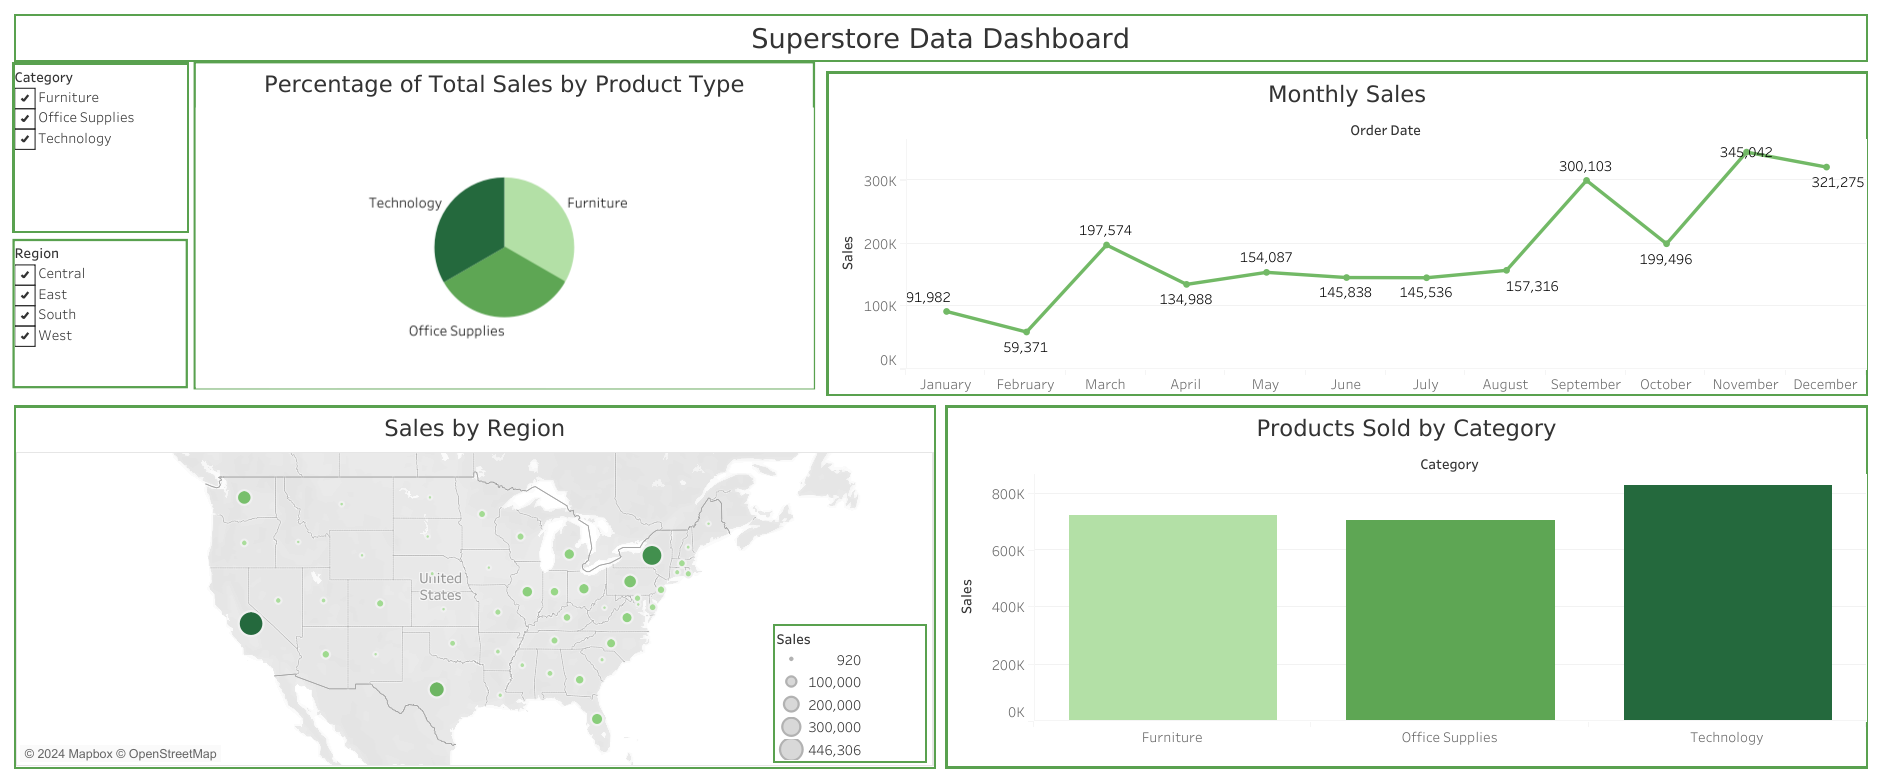 Superstore Data Dashboard
Category
Furniture
Office Supplies
Technology
Region
Central
East
South
West
Percentage of Total Sales by Product Type
Technology
Furniture
Office Supplies
Monthly Sales
Order Date
Sales
300K
200K
100K
0K
91,982
59,371
197,574
134,988
154,087
145,838
145,536
157,316
300,103
199,496
345,042
321,275
January February March April May June July August September October November December
Sales by Region
United
States
© 2024 Mapbox © OpenStreetMap
Sales
920
100,000
200,000
300,000
446,306
Products Sold by Category
Category
Sales
800K
600K
400K
200K
0K
Furniture Office Supplies Technology